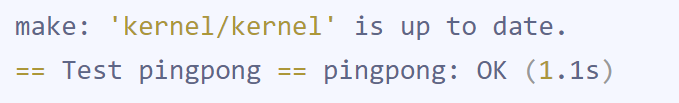 make: 'kernel/kernel' is up to date.
== Test pingpong == pingpong: OK (1.1s)